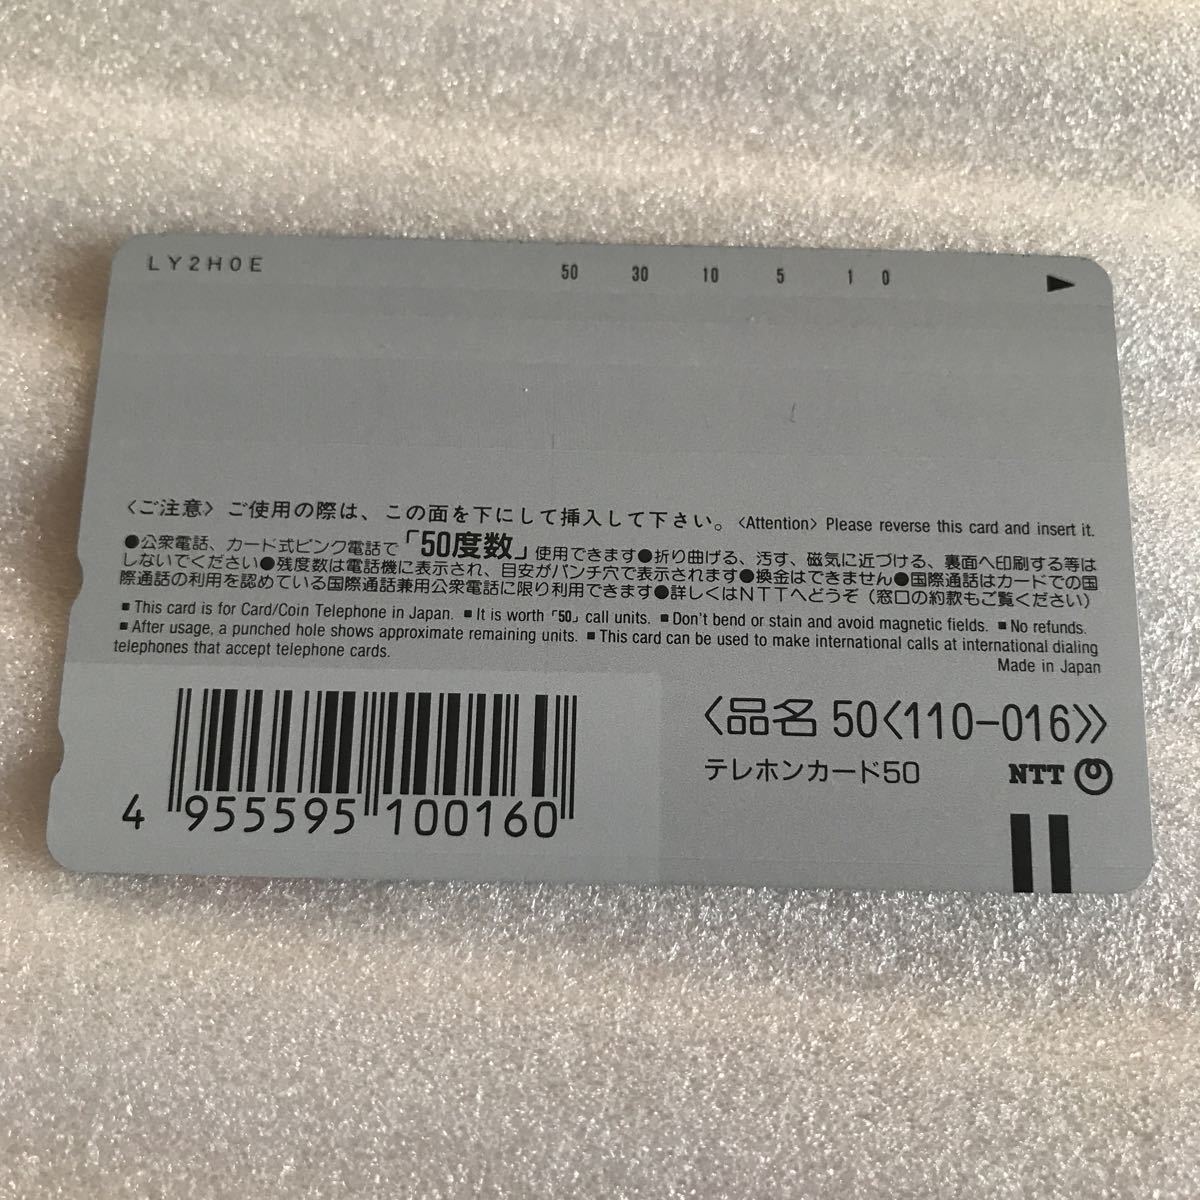 LY2H0E
50 30 10 5 1 0
〈ご注意〉ご使用の際は、この面を下にして挿入して下さい。〈Attention〉Please reverse this card and insert it.
●公衆電話、カード式ピンク電話で「50度数」使用できます●折り曲げる、汚す、磁気に近づける、裏面へ印刷する等は
しないでください●残度数は電話機に表示され、目安がパンチ穴で表示されます●換金はできません●国際通話はカードでの国
際通話の利用を認めている国際通話兼用公衆電話に限り利用できます●詳しくはNTTへどうぞ（窓口の約款もご覧ください）
■This card is for Card/Coin Telephone in Japan. ■It is worth「50」call units. ■Don't bend or stain and avoid magnetic fields. ■No refunds.
■After usage, a punched hole shows approximate remaining units. ■This card can be used to make international calls at international dialing
telephones that accept telephone cards.
Made in Japan
〈品名 50〈110-016〉〉
テレホンカード50 NTT
4 955595 100160